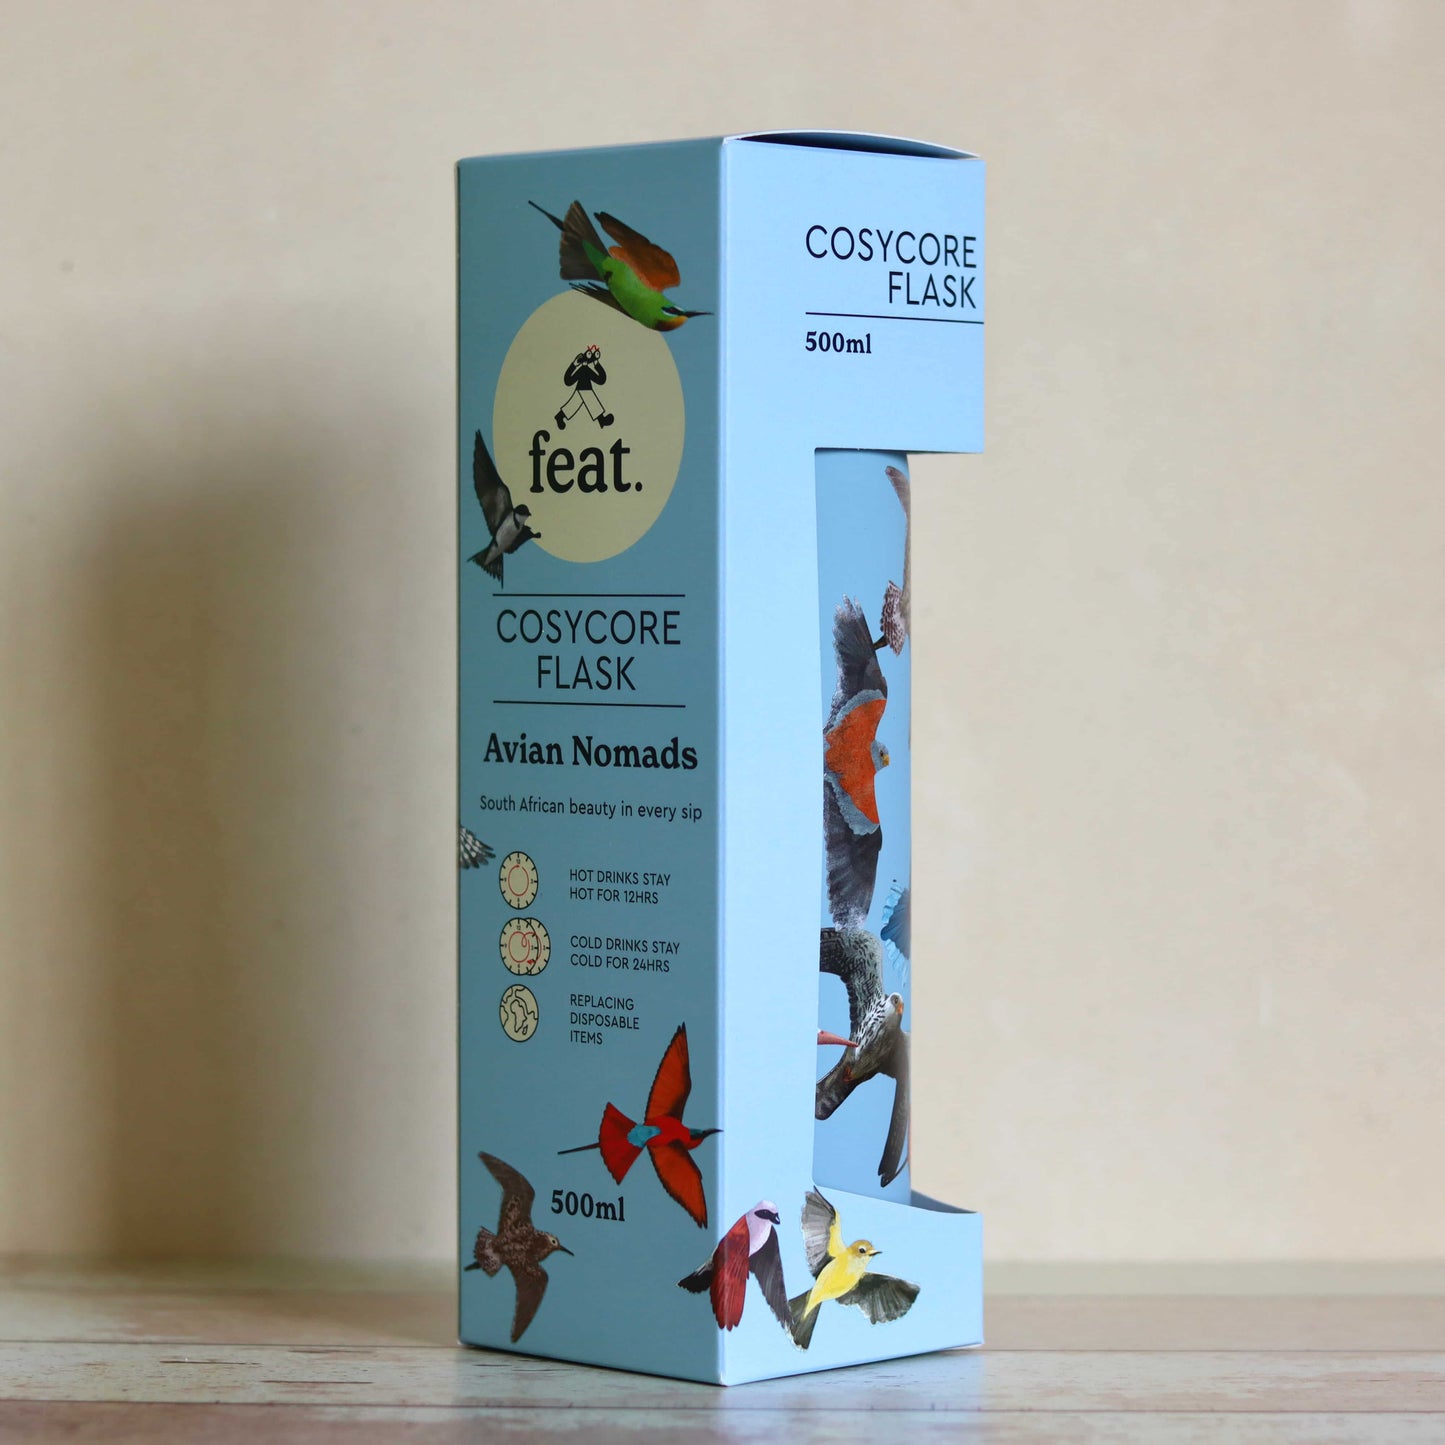 feat.
COSYCORE
FLASK
Avian Nomads
South African beauty in every sip
HOT DRINKS STAY
HOT FOR 12HRS
COLD DRINKS STAY
COLD FOR 24HRS
REPLACING
DISPOSABLE
ITEMS
500ml
COSYCORE
FLASK
500ml